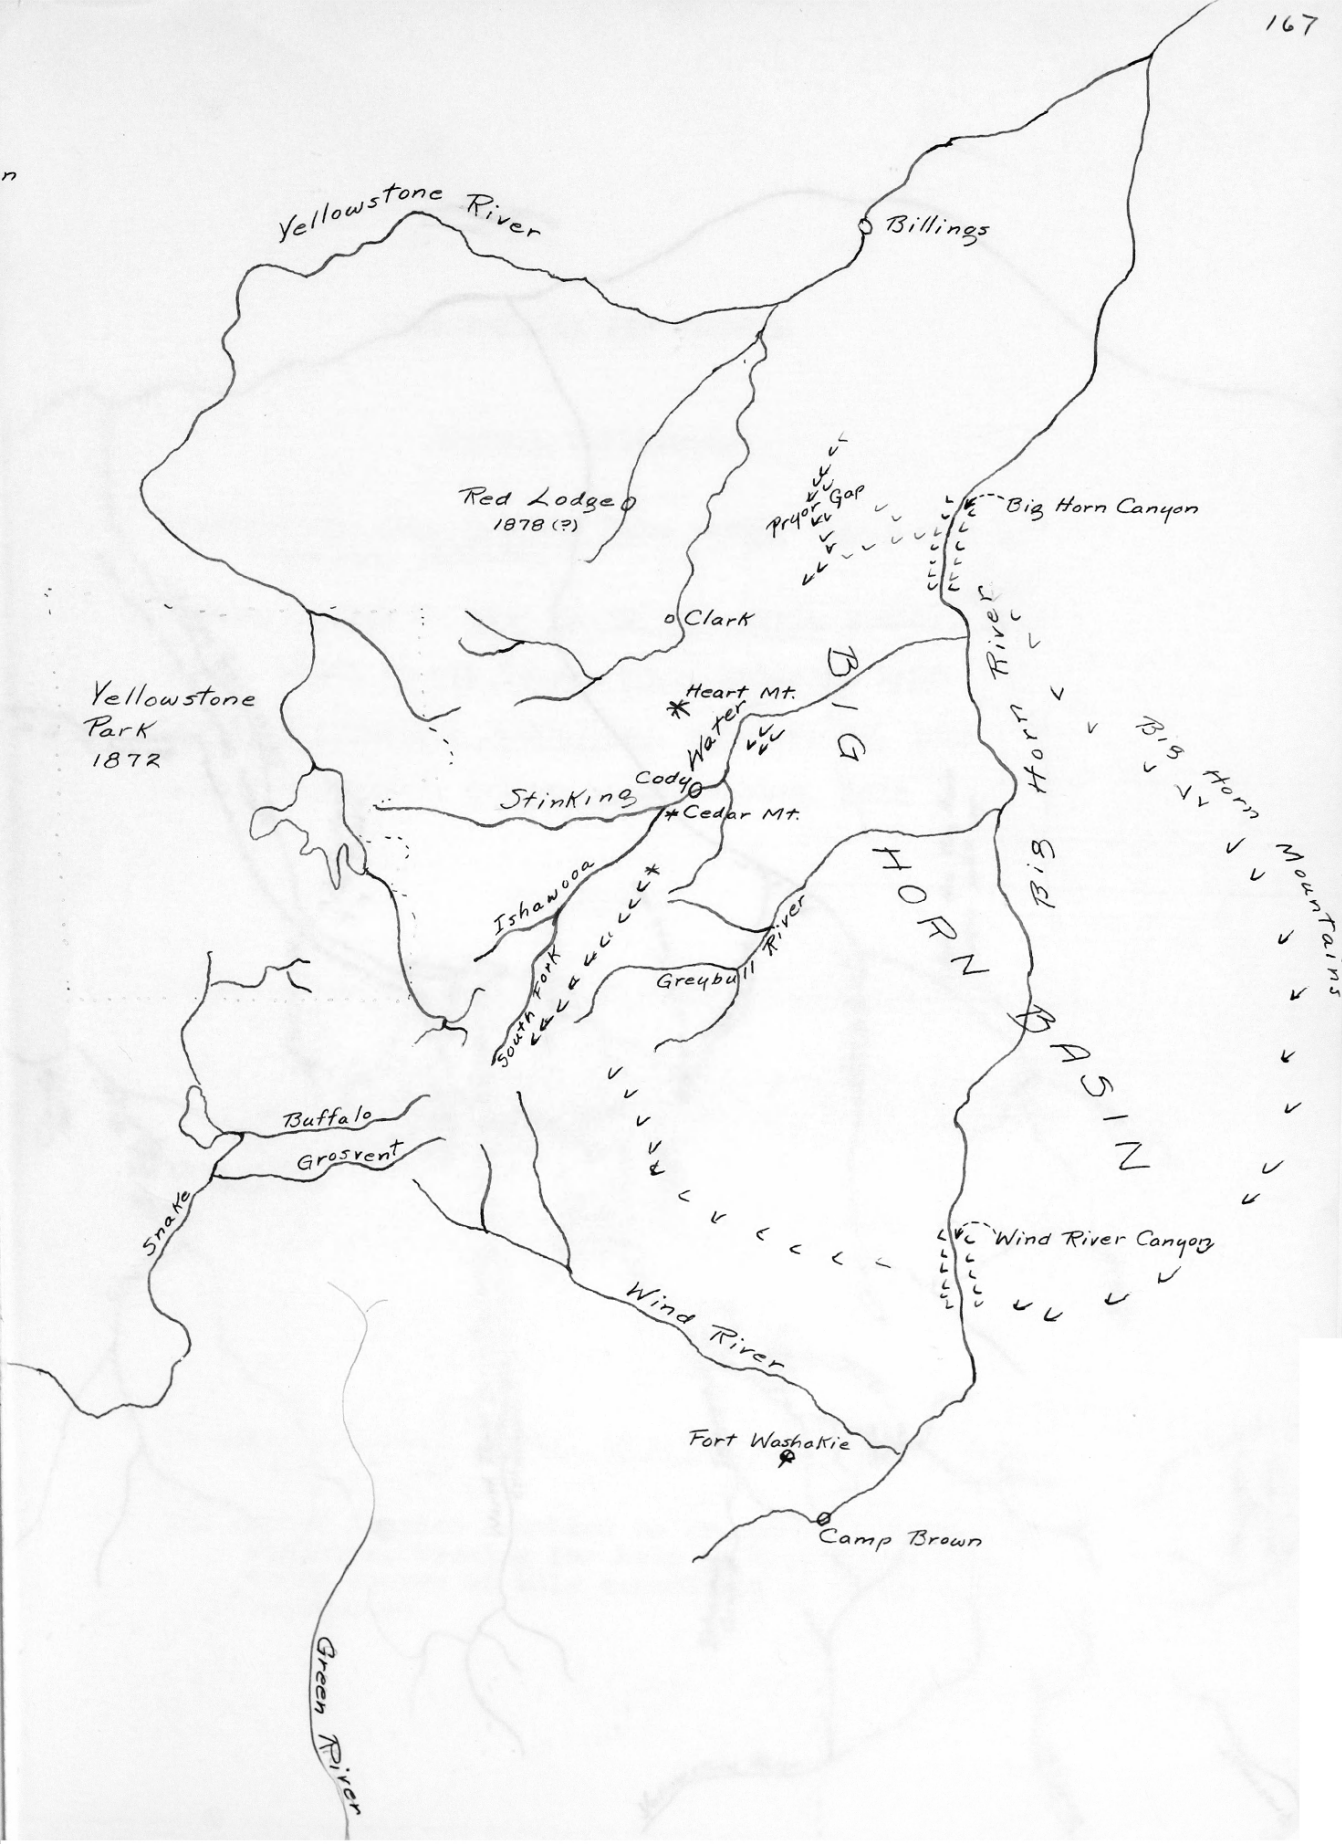 167
n
Yellowstone River
Billings
Red Lodge
1878 (?)
Pryor Gap
Big Horn Canyon
Clark
Big Horn River
Heart Mt.
Yellowstone
Park
1872
Stinking Water
Cody
Cedar Mt.
BIG HORN BASIN
Big Horn Mountains
Ishawooa
South Fork
Greybull River
Buffalo
Grosvent
Snake
Wind River Canyon
Wind River
Fort Washakie
Camp Brown
Green River